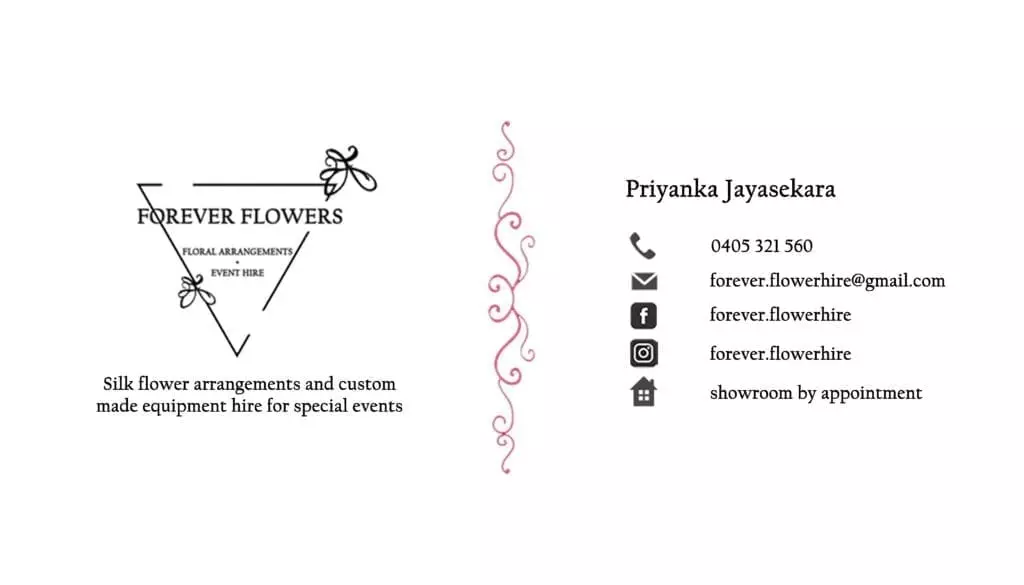 FOREVER FLOWERS
FLORAL ARRANGEMENTS
+
EVENT HIRE
Silk flower arrangements and custom
made equipment hire for special events
Priyanka Jayasekara
0405 321 560
forever.flowerhire@gmail.com
forever.flowerhire
forever.flowerhire
showroom by appointment